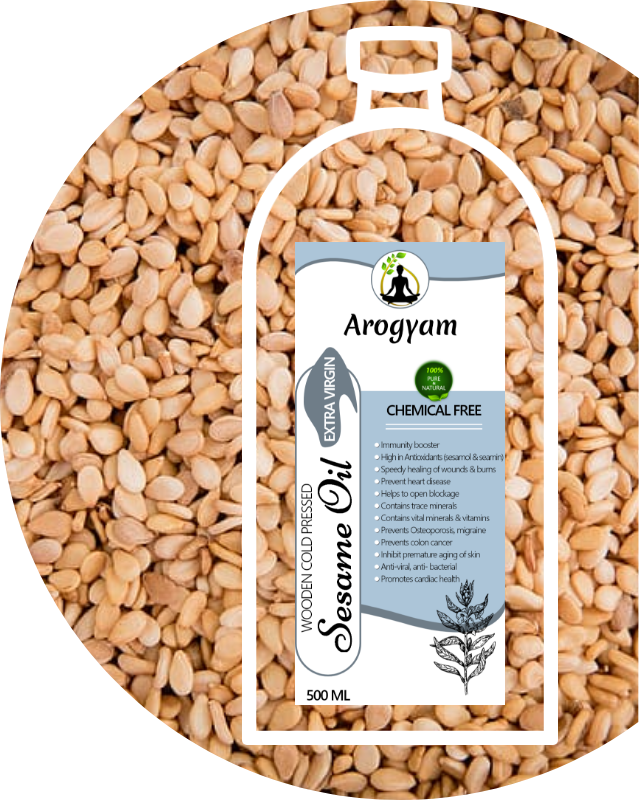 Arogyam
100%
PURE
&
NATURAL
CHEMICAL FREE
EXTRA VIRGIN
WOODEN COLD PRESSED
Sesame Oil
Immunity booster
High in Antioxidants (sesamol & seamin)
Speedy healing of wounds & burns
Prevent heart disease
Helps to open blockage
Contains trace minerals
Contains vital minerals & vitamins
Prevents Osteoporosis, migraine
Prevents colon cancer
Inhibit premature aging of skin
Anti-viral, anti- bacterial
Promotes cardiac health
500 ML